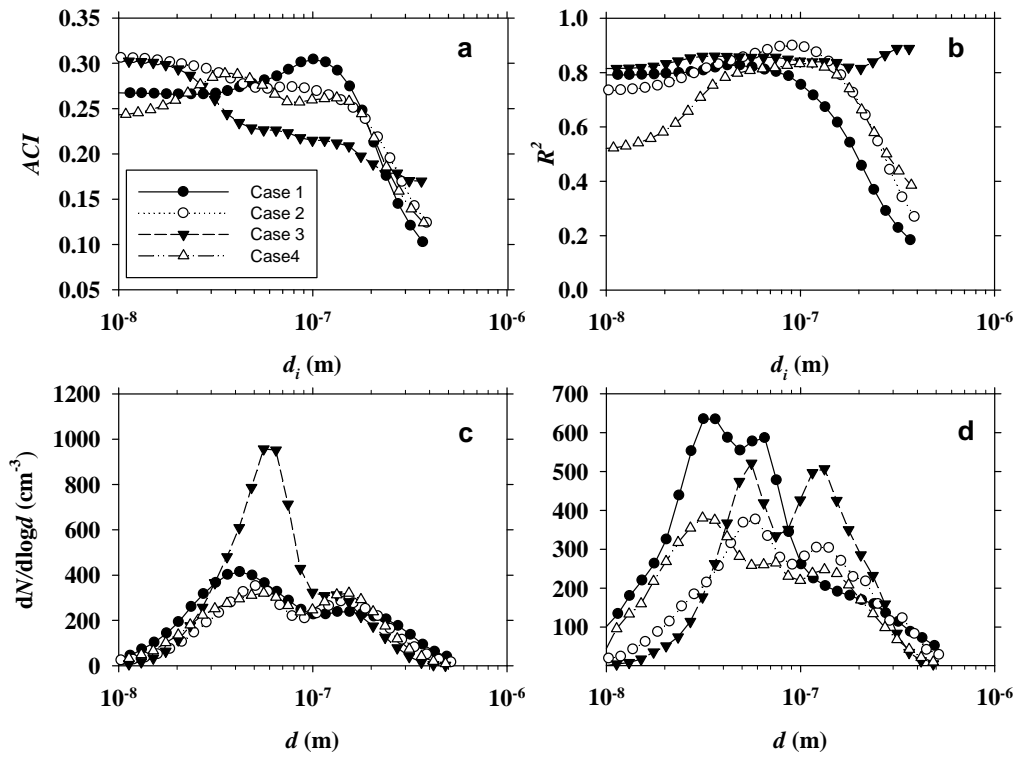 0.35
0.30
0.25
0.20
0.15
0.10
0.05
ACI
a
Case 1
Case 2
Case 3
Case4
10-8
10-7
10-6
di (m)
1.0
0.8
0.6
0.4
0.2
0.0
R2
b
10-8
10-7
10-6
di (m)
1200
1000
800
600
400
200
0
dN/dlogd (cm-3)
c
10-8
10-7
10-6
d (m)
700
600
500
400
300
200
100
d
10-8
10-7
10-6
d (m)